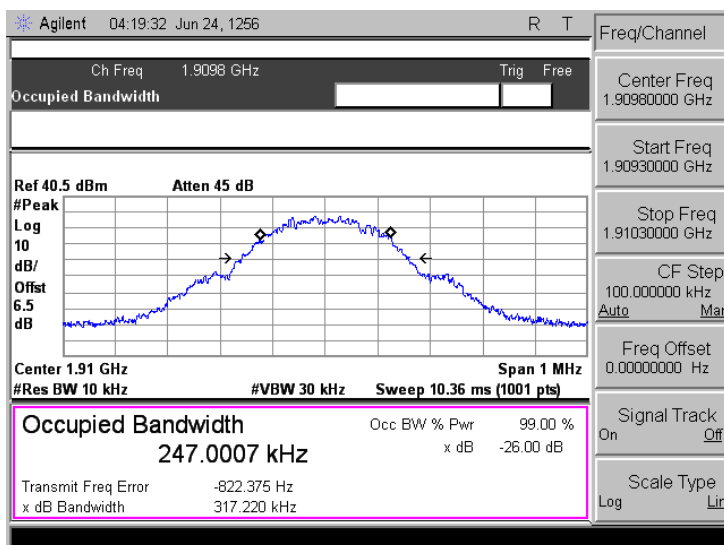 Agilent 04:19:32 Jun 24, 1256 R T
Ch Freq 1.9098 GHz Trig Free
Occupied Bandwidth
Ref 40.5 dBm Atten 45 dB
#Peak
Log
10
dB/
Offst
6.5
dB
Center 1.91 GHz Span 1 MHz
#Res BW 10 kHz #VBW 30 kHz Sweep 10.36 ms (1001 pts)
Occupied Bandwidth
247.0007 kHz
Occ BW % Pwr 99.00 %
x dB -26.00 dB
Transmit Freq Error -822.375 Hz
x dB Bandwidth 317.220 kHz
Freq/Channel
Center Freq
1.90980000 GHz
Start Freq
1.90930000 GHz
Stop Freq
1.91030000 GHz
CF Step
100.000000 kHz
Auto Man
Freq Offset
0.00000000 Hz
Signal Track
On Off
Scale Type
Log Lin